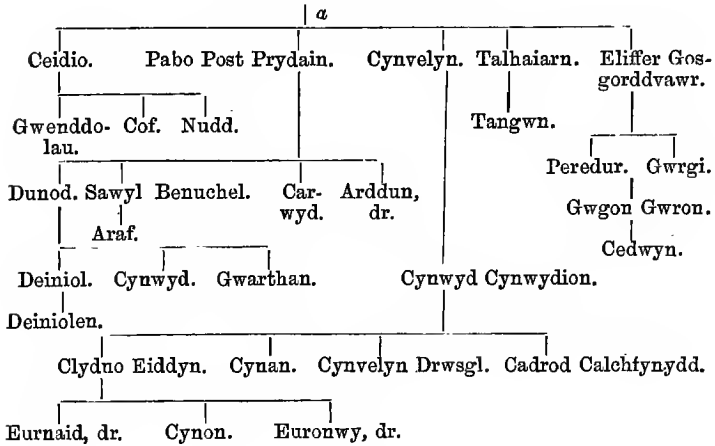 a
Ceidio. Pabo Post Prydain. Cynvelyn. Talhaiarn. Eliffer Gos-
gorddvawr.
Gwenddo- Cof. Nudd.
lau.
Tangwn.
Peredur. Gwrgi.
Dunod. Sawyl Benuchel. Car- Arddun,
wyd. dr.
Gwgon Gwron.
Araf.
Cedwyn.
Deiniol. Cynwyd. Gwarthan. Cynwyd Cynwydion.
Deiniolen.
Clydno Eiddyn. Cynan. Cynvelyn Drwsgl. Cadrod Calchfynydd.
Eurnaid, dr. Cynon. Euronwy, dr.